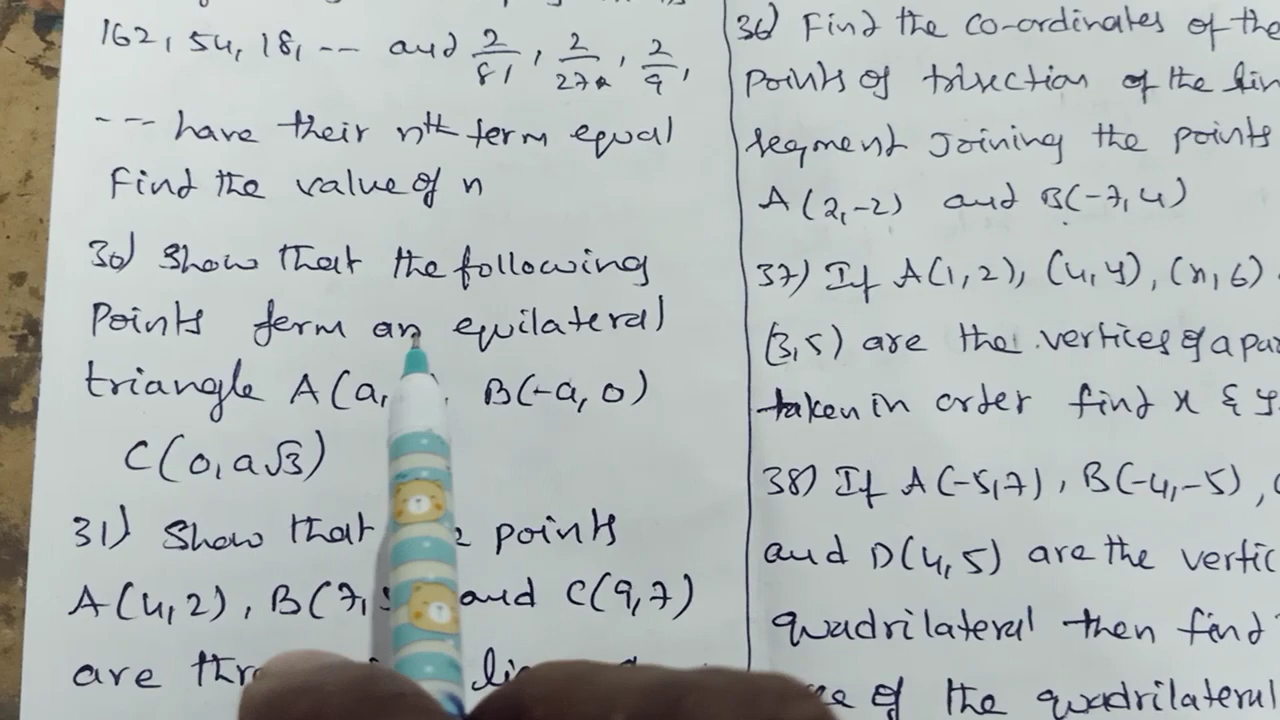 162, 54, 18, --- and 2/81, 2/27, 2/9,
--- have their nth term equal
Find the value of n
30) Show that the following
Points form an equilateral
triangle A(a, B(-a, 0)
C(0, a√3)
31) Show that points
A(4,2), B(7, and C(9,7)
are
36) Find the co-ordinates of the
Points of trisection of the
segment Joining the points
A(2,-2) and B(-7,4)
37) If A(1,2), (4,y), (x,6)
(3,5) are the vertices of a
taken in order find x & y
38) If A(-5,7), B(-4,-5),
and D(4,5) are the
quadrilateral then find
of the quadrilateral